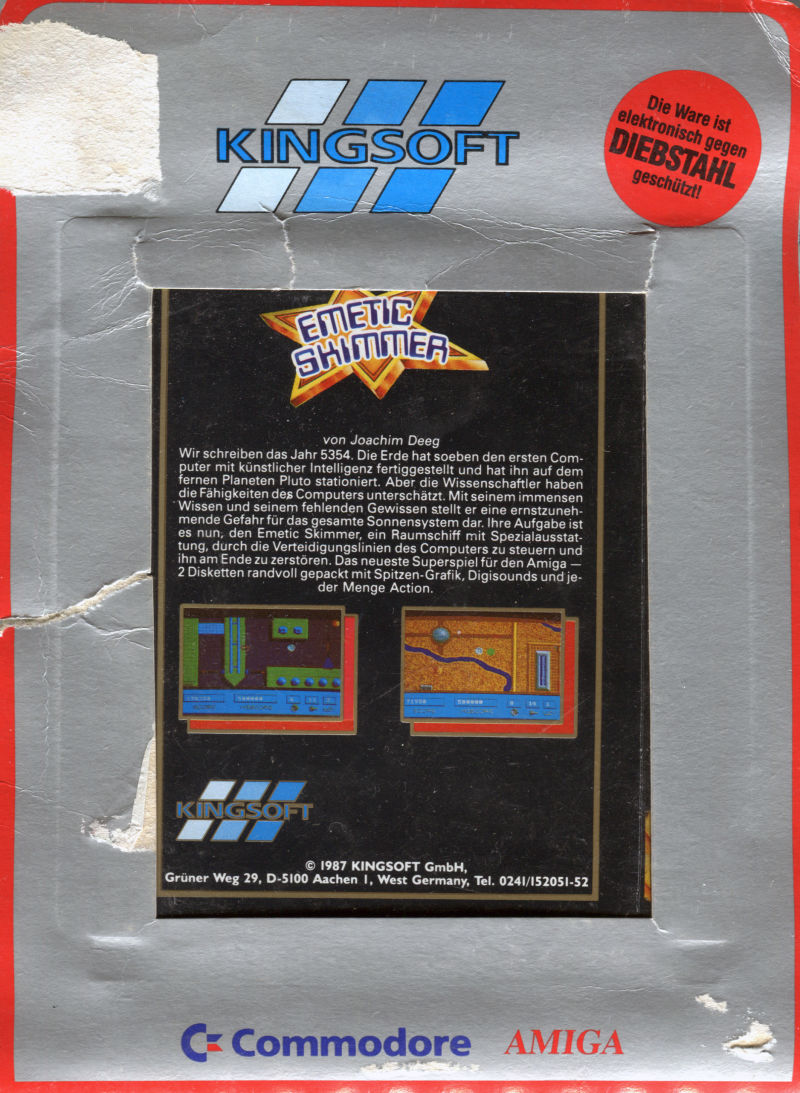 KINGSOFT
Die Ware ist
elektronisch gegen
DIEBSTAHL
geschützt!
EMETIC
SKIMMER
von Joachim Deeg
Wir schreiben das Jahr 5354. Die Erde hat soeben den ersten Com-
puter mit künstlicher Intelligenz fertiggestellt und hat ihn auf dem
fernen Planeten Pluto stationiert. Aber die Wissenschaftler haben
die Fähigkeiten des Computers unterschätzt. Mit seinem immensen
Wissen und seinem fehlenden Gewissen stellt er eine ernstzuneh-
mende Gefahr für das gesamte Sonnensystem dar. Ihre Aufgabe ist
es nun, den Emetic Skimmer, ein Raumschiff mit Spezialausstat-
tung, durch die Verteidigungslinien des Computers zu steuern und
ihn am Ende zu zerstören. Das neueste Superspiel für den Amiga —
2 Disketten randvoll gepackt mit Spitzen-Grafik, Digisounds und je-
der Menge Action.
KINGSOFT
© 1987 KINGSOFT GmbH,
Grüner Weg 29, D-5100 Aachen 1, West Germany, Tel. 0241/152051-52
Commodore AMIGA